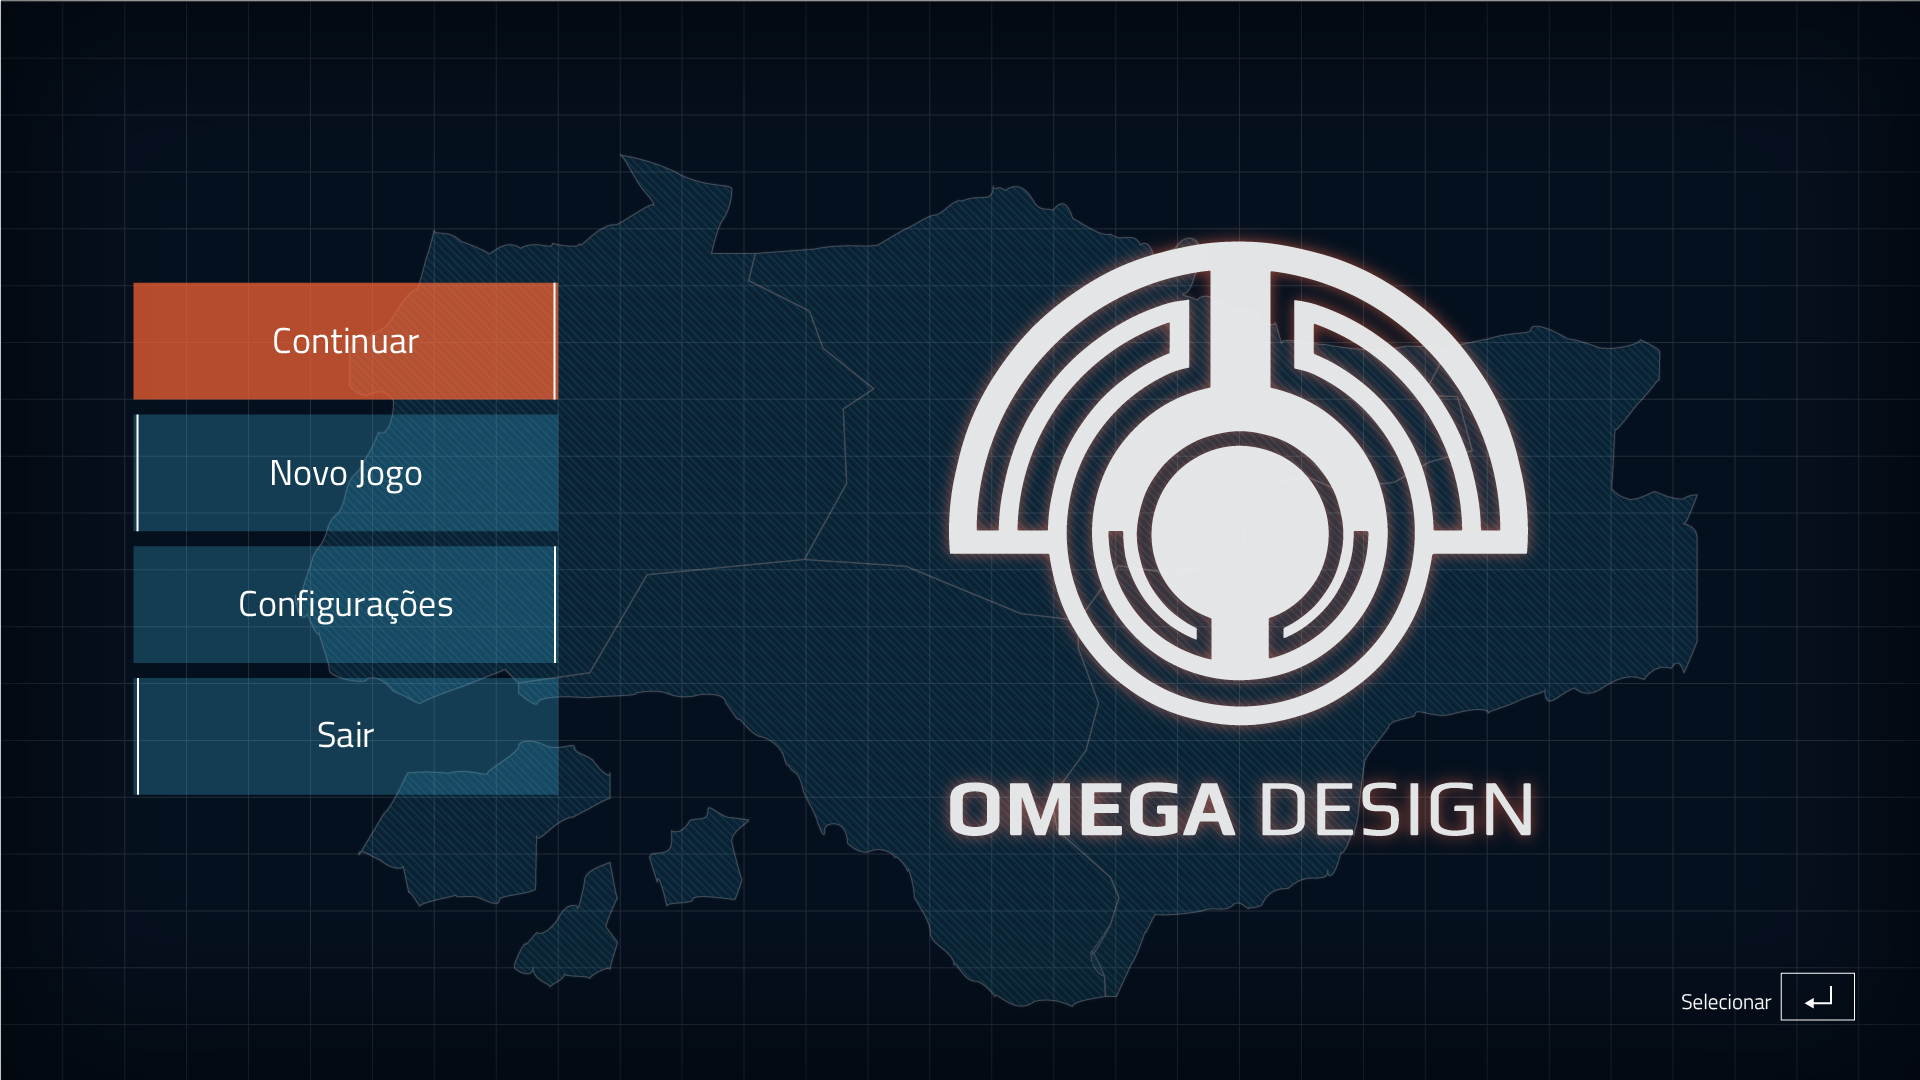 Continuar
Novo Jogo
Configurações
Sair
OMEGA DESIGN
Selecionar